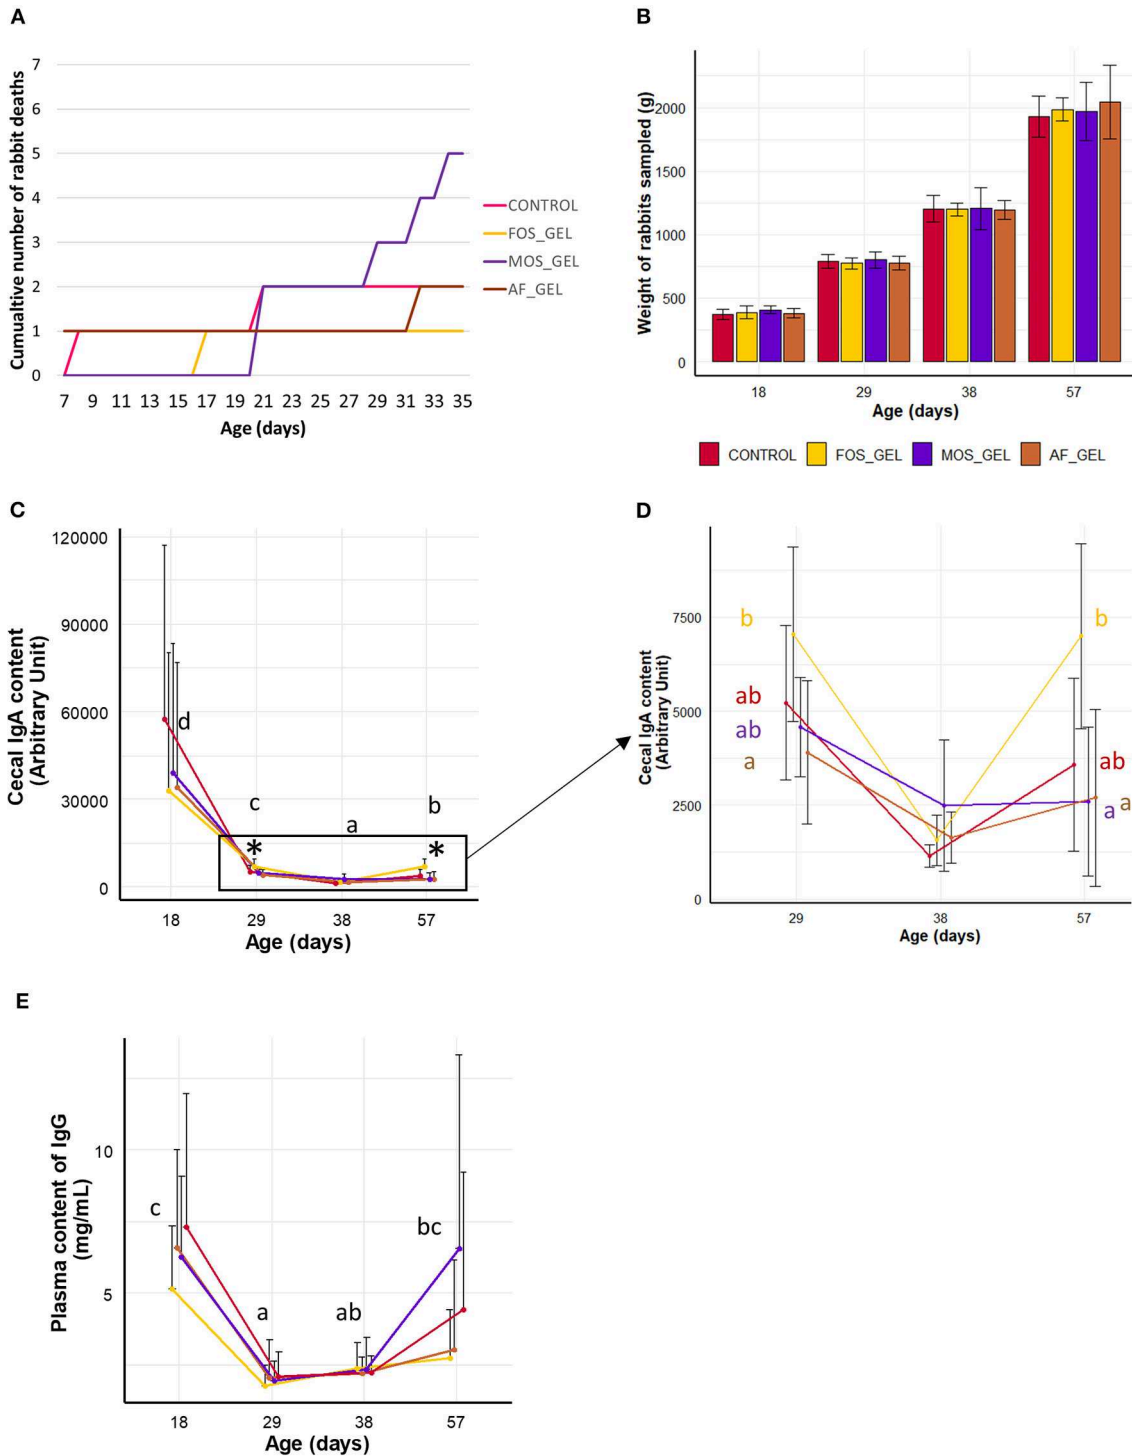 A
Cumualtive number of rabbit deaths
7
6
5
4
3
2
1
0
7 9 11 13 15 17 19 21 23 25 27 29 31 33 35
Age (days)
CONTROL
FOS_GEL
MOS_GEL
AF_GEL
B
Weight of rabbits sampled (g)
2000
1500
1000
500
0
18 29 38 57
Age (days)
CONTROL FOS_GEL MOS_GEL AF_GEL
C
Cecal IgA content
(Arbitrary Unit)
120000
90000
60000
30000
0
d
c
a
b
* *
18 29 38 57
Age (days)
D
Cecal IgA content
(Arbitrary Unit)
7500
5000
2500
0
b
ab
ab
a
b
ab
a
a
29 38 57
Age (days)
E
Plasma content of IgG
(mg/mL)
10
5
c
a
ab
bc
18 29 38 57
Age (days)